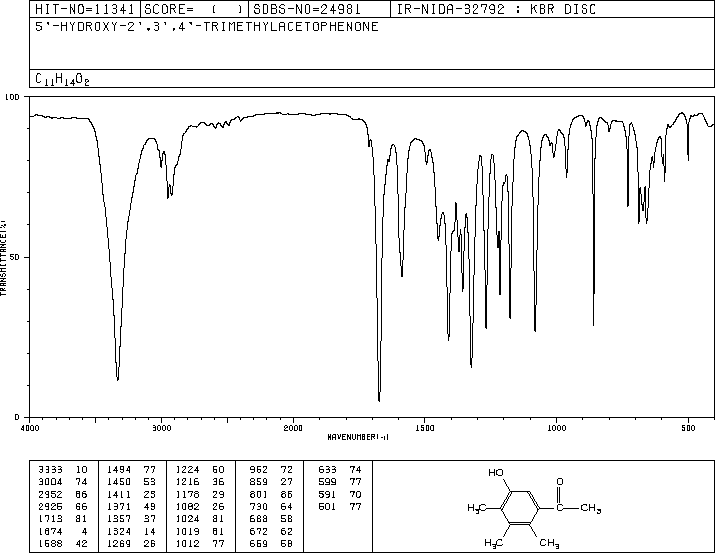 HIT-NO=11341 SCORE= ( ) SDBS-NO=24981 IR-NIDA-32792 : KBR DISC
5'-HYDROXY-2',3',4'-TRIMETHYLACETOPHENONE
C11H14O2
100
50
0
TRANSMITTANCE(%)
4000 3000 2000 1500 1000 500
WAVENUMBER(-1)
3333 10 1494 77 1224 60 962 72 633 74
3004 74 1450 53 1216 36 859 27 599 77
2952 66 1411 23 1178 29 801 86 591 70
2925 66 1371 49 1082 26 730 64 501 77
1713 81 1357 37 1024 81 688 58
1674 4 1324 14 1019 81 672 62
1588 42 1269 26 1012 77 659 58
HO
O
H3C
CH3
H3C
CH3